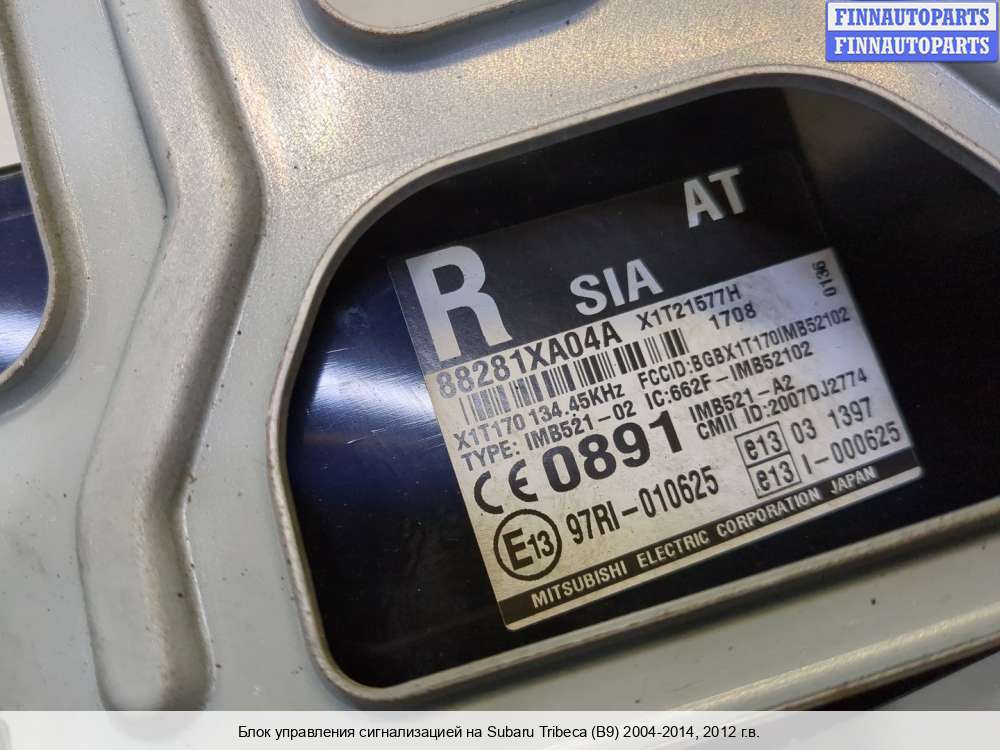 FINNAUTOPARTS
FINNAUTOPARTS
R
AT
SIA
88281XA04A X1T21577H
1708 0136
X1T170 134.45KHz FCCID:BGBX1T170IMB52102
TYPE: IMB521-02 IC:662F-IMB52102
IMB521-A2
CE 0891 CMII ID:2007DJ2774
e13 03 1397
E13 97RI-010625 e13 I-000625
MITSUBISHI ELECTRIC CORPORATION JAPAN
Блок управления сигнализацией на Subaru Tribeca (B9) 2004-2014, 2012 г.в.